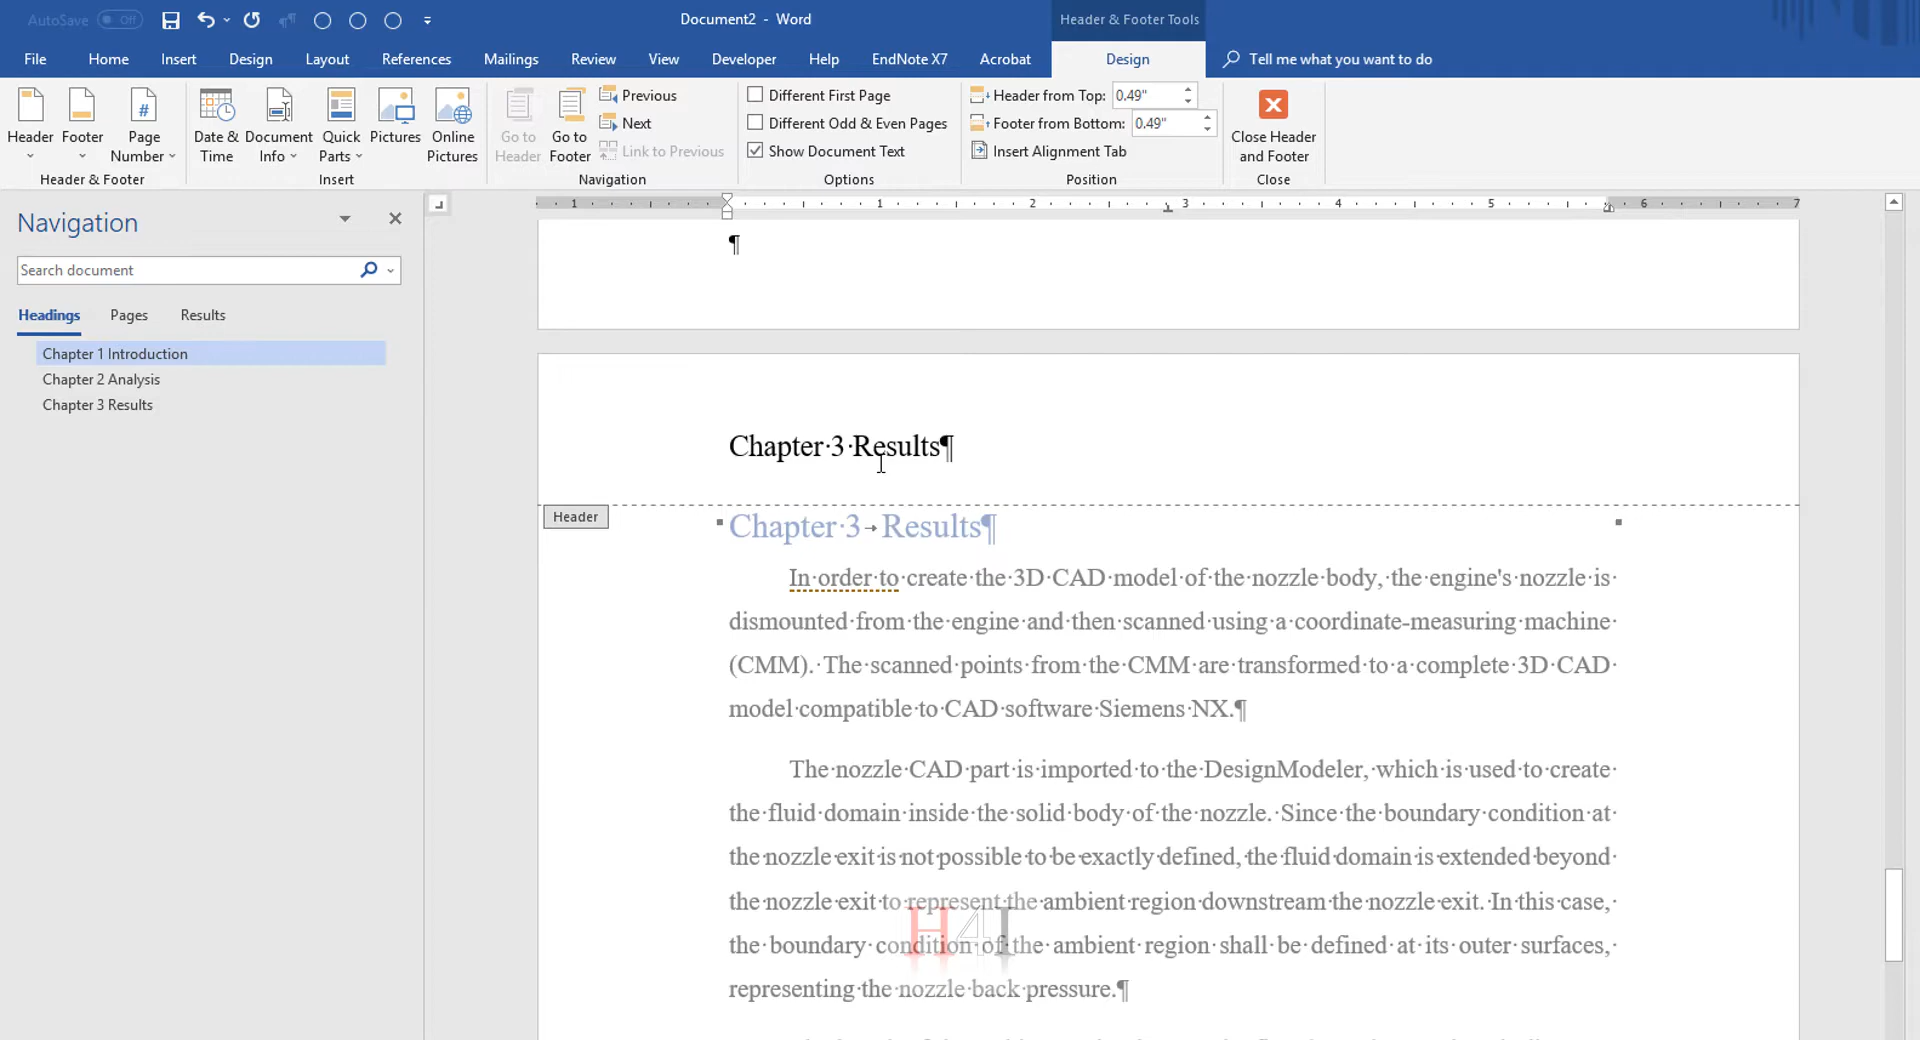 AutoSave Off
Document2 - Word
Header & Footer Tools
File Home Insert Design Layout References Mailings Review View Developer Help EndNote X7 Acrobat Design Tell me what you want to do
Header
Footer
Page
Number
Header & Footer
Date &
Time
Document
Info
Quick
Parts
Pictures
Online
Pictures
Insert
Go to
Header
Go to
Footer
Previous
Next
Link to Previous
Navigation
Different First Page
Different Odd & Even Pages
Show Document Text
Options
Header from Top: 0.49"
Footer from Bottom: 0.49"
Insert Alignment Tab
Position
Close Header
and Footer
Close
Navigation
Search document
Headings Pages Results
Chapter 1 Introduction
Chapter 2 Analysis
Chapter 3 Results
1 1 2 3 4 5 6 7
¶
Chapter·3·Results¶
Header
Chapter·3→Results¶
In·order·to·create·the·3D·CAD·model·of·the·nozzle·body,·the·engine's·nozzle·is·
dismounted·from·the·engine·and·then·scanned·using·a·coordinate-measuring·machine·
(CMM).·The·scanned·points·from·the·CMM·are·transformed·to·a·complete·3D·CAD·
model·compatible·to·CAD·software·Siemens·NX.¶
The·nozzle·CAD·part·is·imported·to·the·DesignModeler,·which·is·used·to·create·
the·fluid·domain·inside·the·solid·body·of·the·nozzle.·Since·the·boundary·condition·at·
the·nozzle·exit·is·not·possible·to·be·exactly·defined,·the·fluid·domain·is·extended·beyond·
the·nozzle·exit·to·represent·the·ambient·region·downstream·the·nozzle·exit.·In·this·case,·
the·boundary·condition·of·the·ambient·region·shall·be·defined·at·its·outer·surfaces,·
representing·the·nozzle·back·pressure.¶
H4I